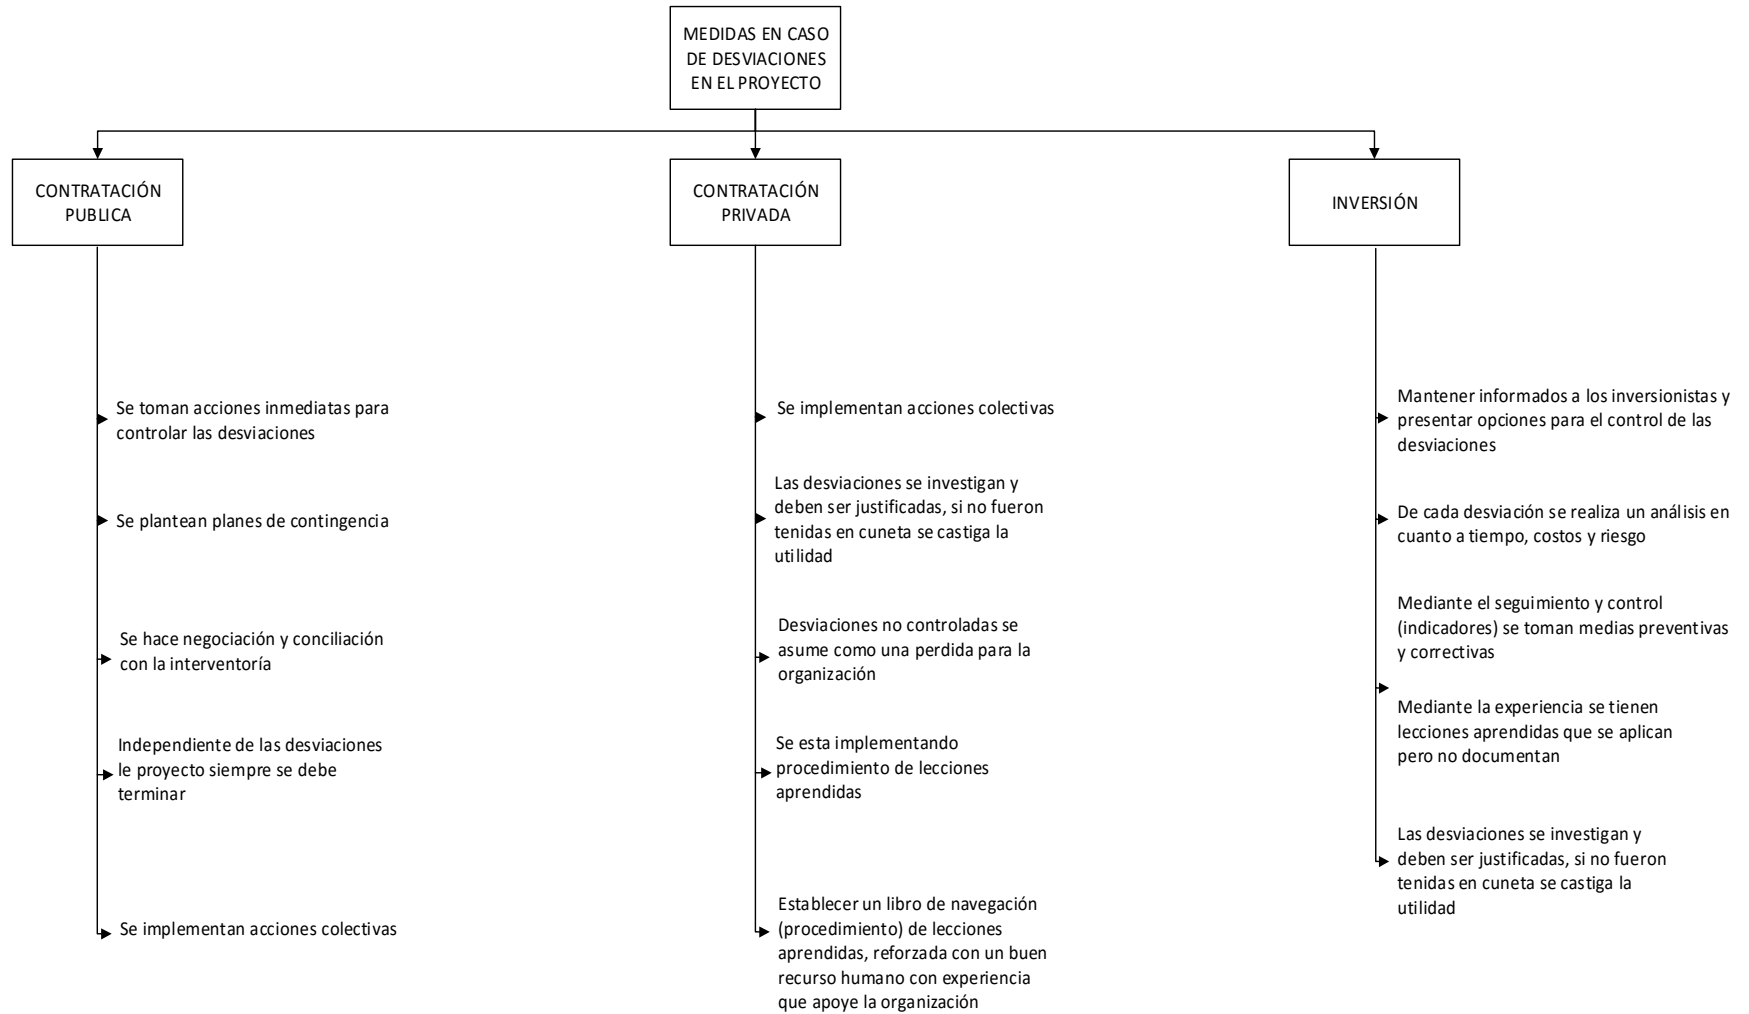 MEDIDAS EN CASO
DE DESVIACIONES
EN EL PROYECTO
CONTRATACIÓN
PUBLICA
CONTRATACIÓN
PRIVADA
INVERSIÓN
Se toman acciones inmediatas para
controlar las desviaciones
Se plantean planes de contingencia
Se hace negociación y conciliación
con la interventoría
Independiente de las desviaciones
le proyecto siempre se debe
terminar
Se implementan acciones colectivas
Se implementan acciones colectivas
Las desviaciones se investigan y
deben ser justificadas, si no fueron
tenidas en cuneta se castiga la
utilidad
Desviaciones no controladas se
asume como una perdida para la
organización
Se esta implementando
procedimiento de lecciones
aprendidas
Establecer un libro de navegación
(procedimiento) de lecciones
aprendidas, reforzada con un buen
recurso humano con experiencia
que apoye la organización
Mantener informados a los inversionistas y
presentar opciones para el control de las
desviaciones
De cada desviación se realiza un análisis en
cuanto a tiempo, costos y riesgo
Mediante el seguimiento y control
(indicadores) se toman medias preventivas
y correctivas
Mediante la experiencia se tienen
lecciones aprendidas que se aplican
pero no documentan
Las desviaciones se investigan y
deben ser justificadas, si no fueron
tenidas en cuneta se castiga la
utilidad